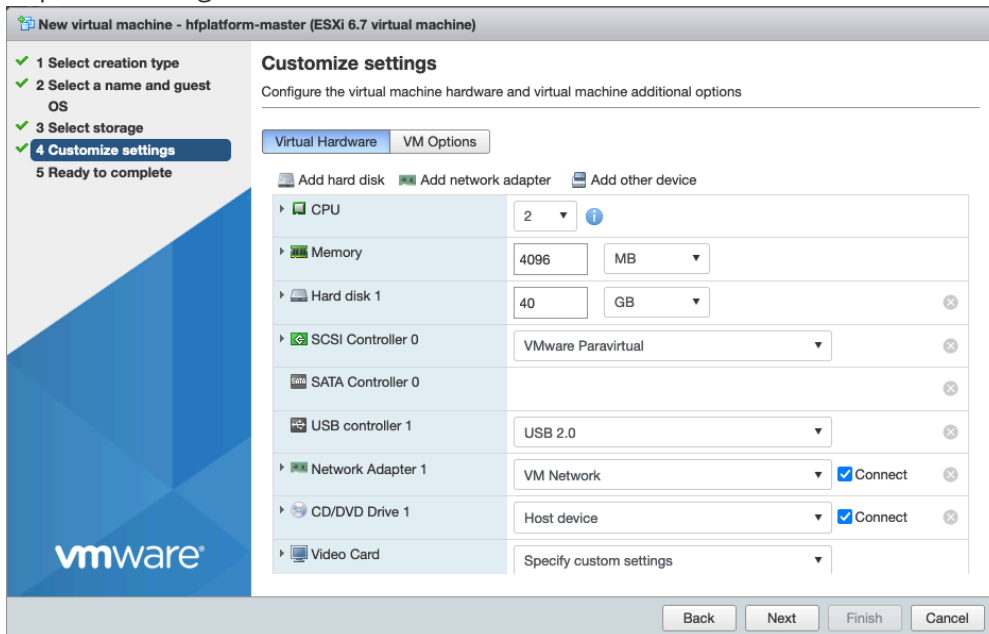 New virtual machine - hfplatform-master (ESXi 6.7 virtual machine)
1 Select creation type
2 Select a name and guest
OS
3 Select storage
4 Customize settings
5 Ready to complete
vmware®
Customize settings
Configure the virtual machine hardware and virtual machine additional options
Virtual Hardware VM Options
Add hard disk Add network adapter Add other device
CPU 2
Memory 4096 MB
Hard disk 1 40 GB
SCSI Controller 0 VMware Paravirtual
SATA SATA Controller 0
USB controller 1 USB 2.0
Network Adapter 1 VM Network Connect
CD/DVD Drive 1 Host device Connect
Video Card Specify custom settings
Back Next Finish Cancel